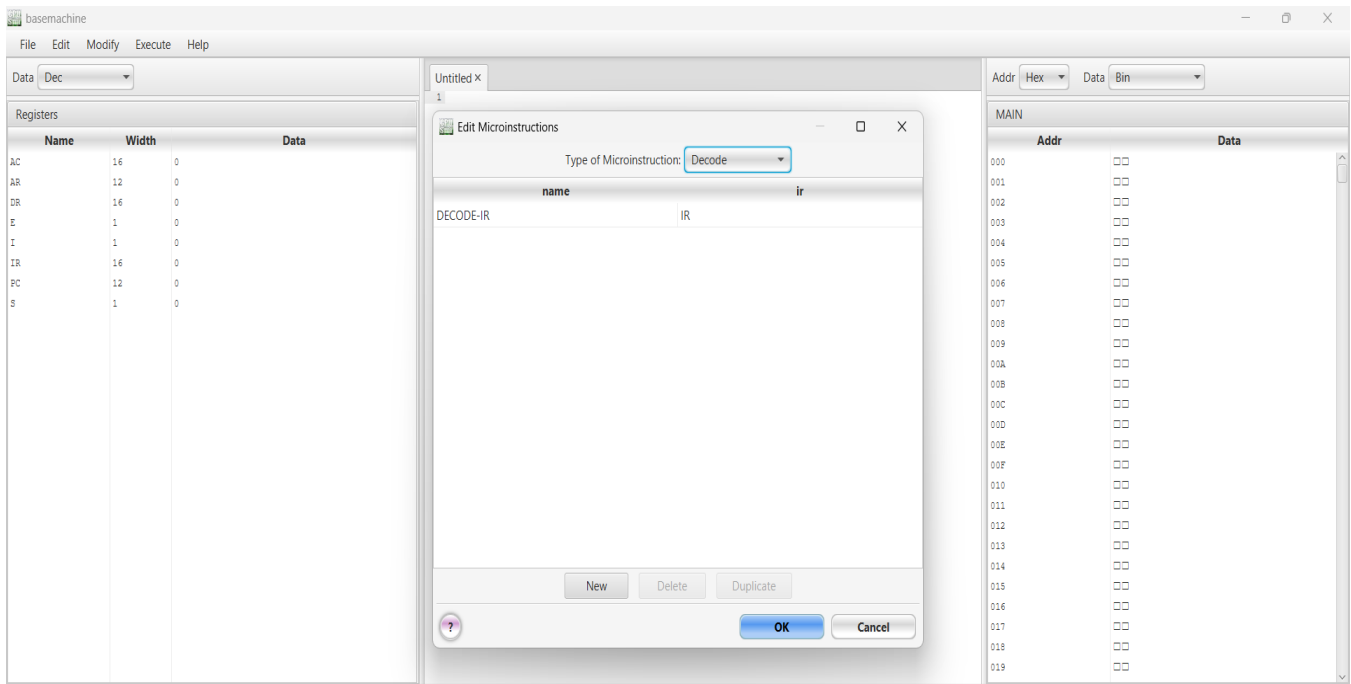 basemachine
File Edit Modify Execute Help
Data Dec
Registers
Name Width Data
AC 16 0
AR 12 0
DR 16 0
E 1 0
I 1 0
IR 16 0
PC 12 0
S 1 0
Untitled ×
1
Edit Microinstructions
Type of Microinstruction: Decode
name ir
DECODE-IR IR
New Delete Duplicate
? OK Cancel
Addr Hex Data Bin
MAIN
Addr Data
000 □□
001 □□
002 □□
003 □□
004 □□
005 □□
006 □□
007 □□
008 □□
009 □□
00A □□
00B □□
00C □□
00D □□
00E □□
00F □□
010 □□
011 □□
012 □□
013 □□
014 □□
015 □□
016 □□
017 □□
018 □□
019 □□